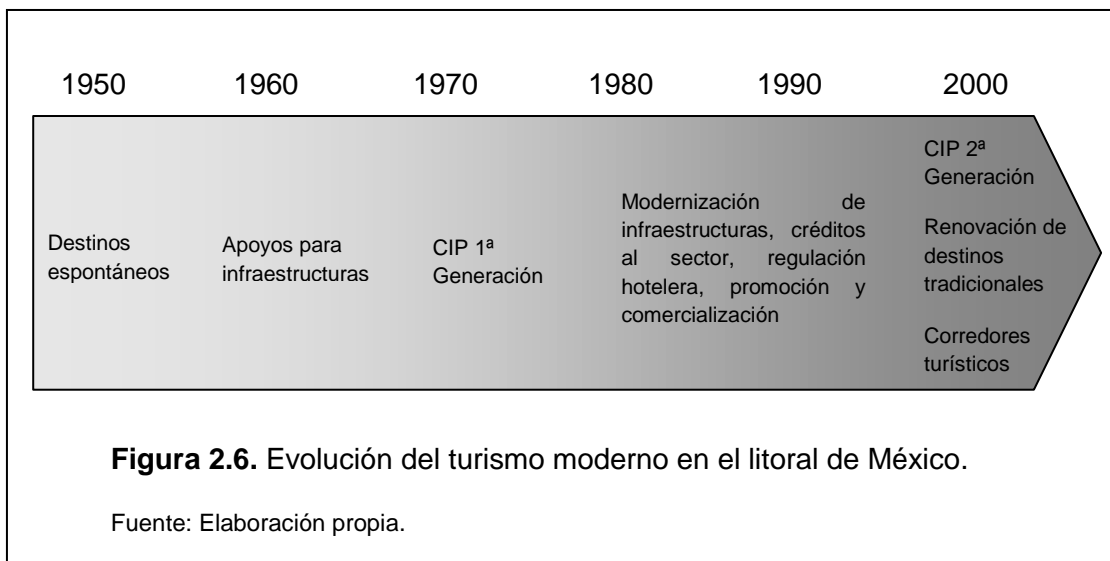 1950 1960 1970 1980 1990 2000
Destinos
espontáneos
Apoyos para
infraestructuras
CIP 1ª
Generación
Modernización de
infraestructuras, créditos
al sector, regulación
hotelera, promoción y
comercialización
CIP 2ª
Generación
Renovación de
destinos
tradicionales
Corredores
turísticos
Figura 2.6. Evolución del turismo moderno en el litoral de México.
Fuente: Elaboración propia.